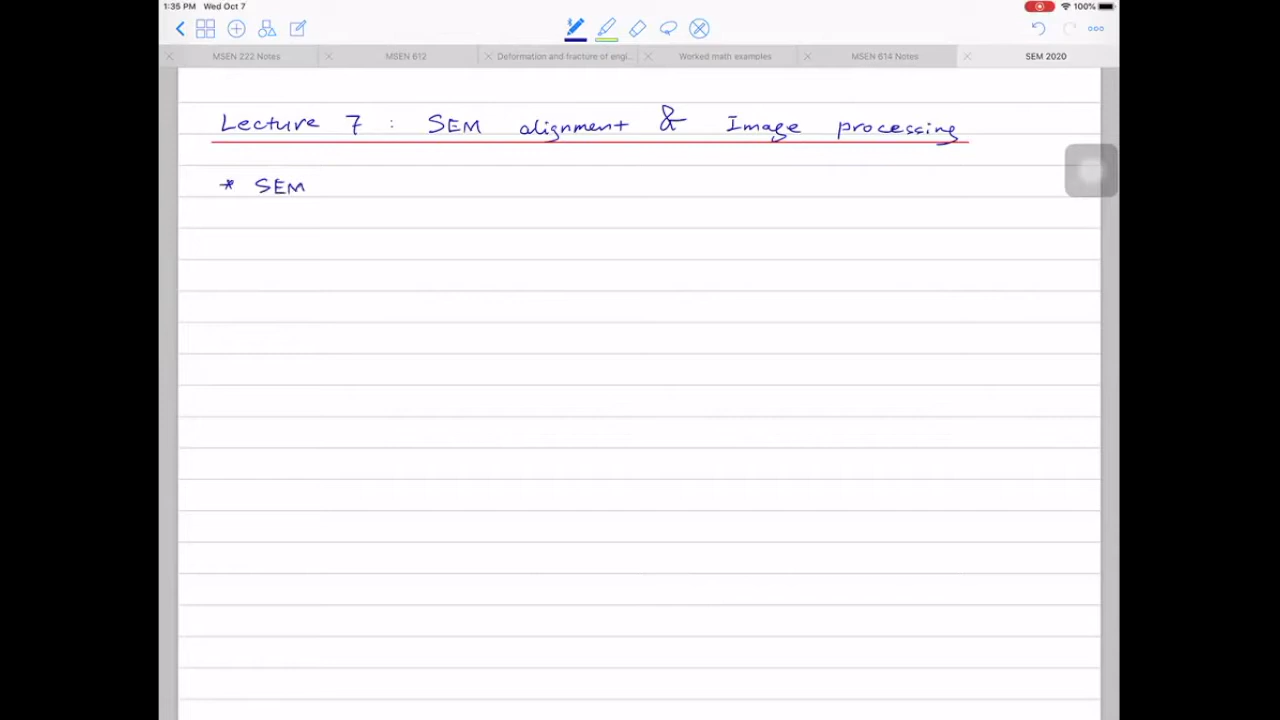 1:35 PM Wed Oct 7 100%
MSEN 222 Notes MSEN 612 Deformation and fracture of engi... Worked math examples MSEN 614 Notes SEM 2020
Lecture 7 : SEM alignment & Image processing
* SEM